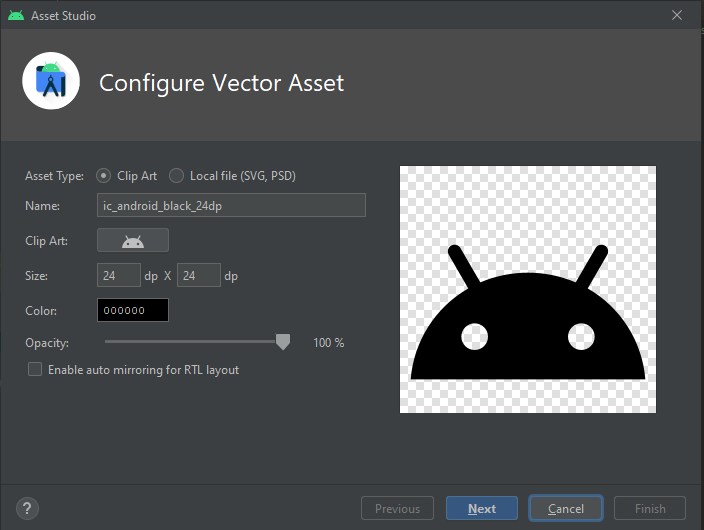 Asset Studio
Configure Vector Asset
Asset Type: Clip Art Local file (SVG, PSD)
Name: ic_android_black_24dp
Clip Art:
Size: 24 dp X 24 dp
Color: 000000
Opacity: 100 %
Enable auto mirroring for RTL layout
? Previous Next Cancel Finish